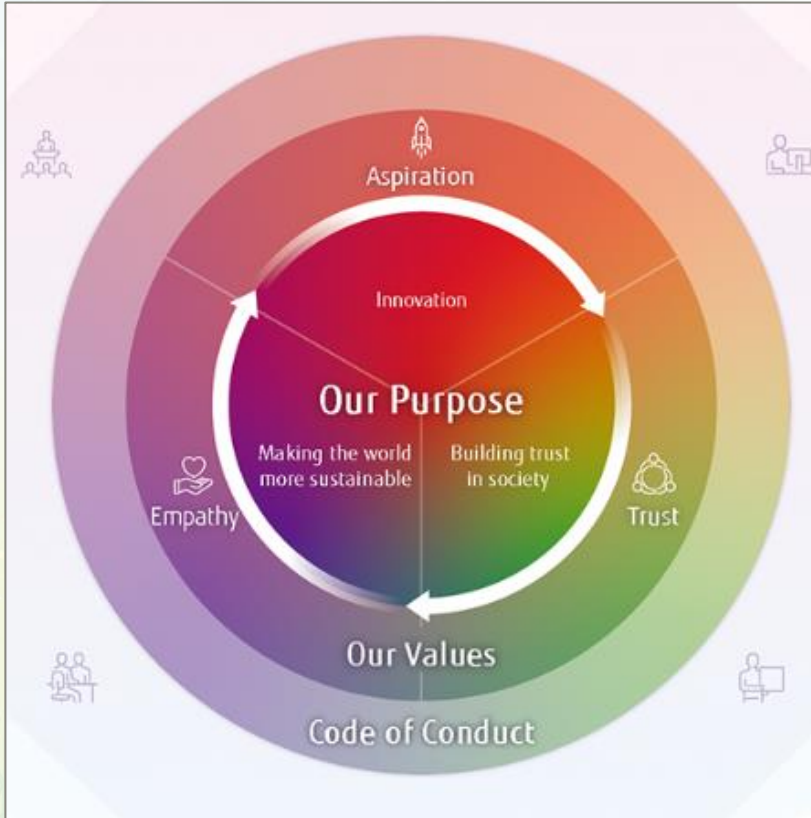 Aspiration
Innovation
Our Purpose
Making the world
more sustainable
Building trust
in society
Empathy
Trust
Our Values
Code of Conduct